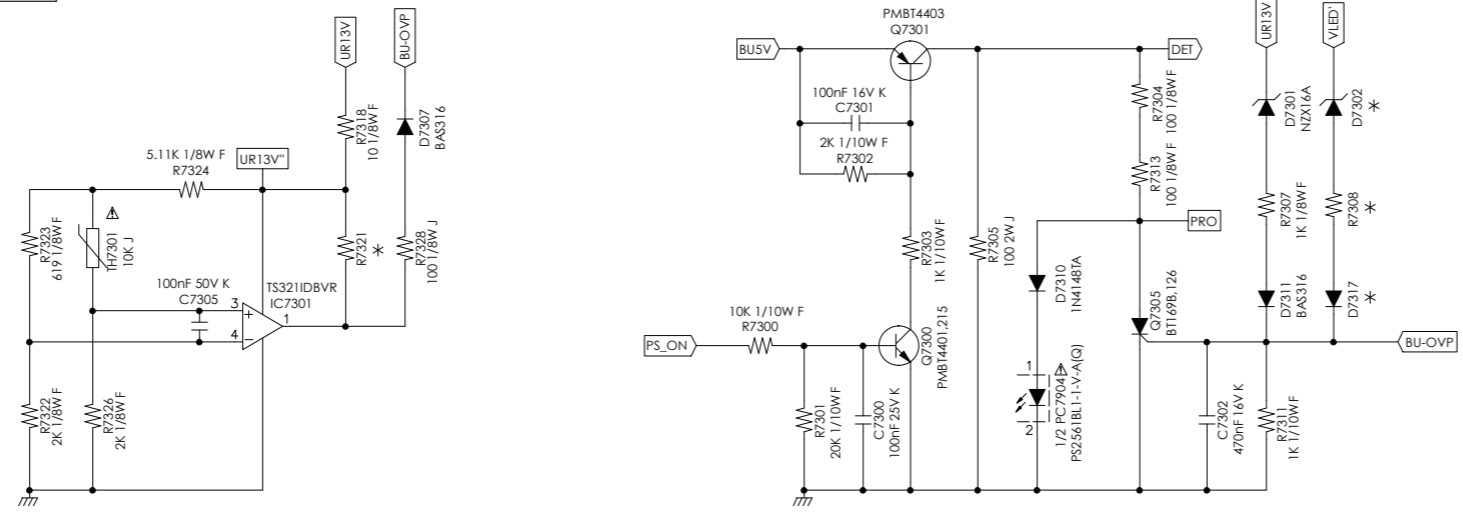 UR13V
BU-OVP
R7318
10 1/8W F
D7307
BAS316
5.11K 1/8W F
R7324
UR13V"
R7323
619 1/8W F
TH7301
10K J
100nF 50V K
C7305
3
4
1
TS321IDBVR
IC7301
R7321 *
R7328
100 1/8W J
R7322
2K 1/8W F
R7326
2K 1/8W F
PMBT4403
Q7301
BU5V
DET
100nF 16V K
C7301
2K 1/10W F
R7302
R7304
100 1/8W F
R7313
100 1/8W F
PRO
R7303
1K 1/10W F
R7305
100 2W J
10K 1/10W F
R7300
PS_ON
Q7300
PMBT4401,215
R7301
20K 1/10W F
C7300
100nF 25V K
D7310
1N4148TA
1
2
1/2 PC7904
PS2561BL1-1-V-A(Q)
Q7305
BT169B,126
UR13V
VLED'
D7301
NZX16A
D7302 *
R7307
1K 1/8W F
R7308 *
D7311
BAS316
D7317 *
BU-OVP
C7302
470nF 16V K
R7311
1K 1/10W F